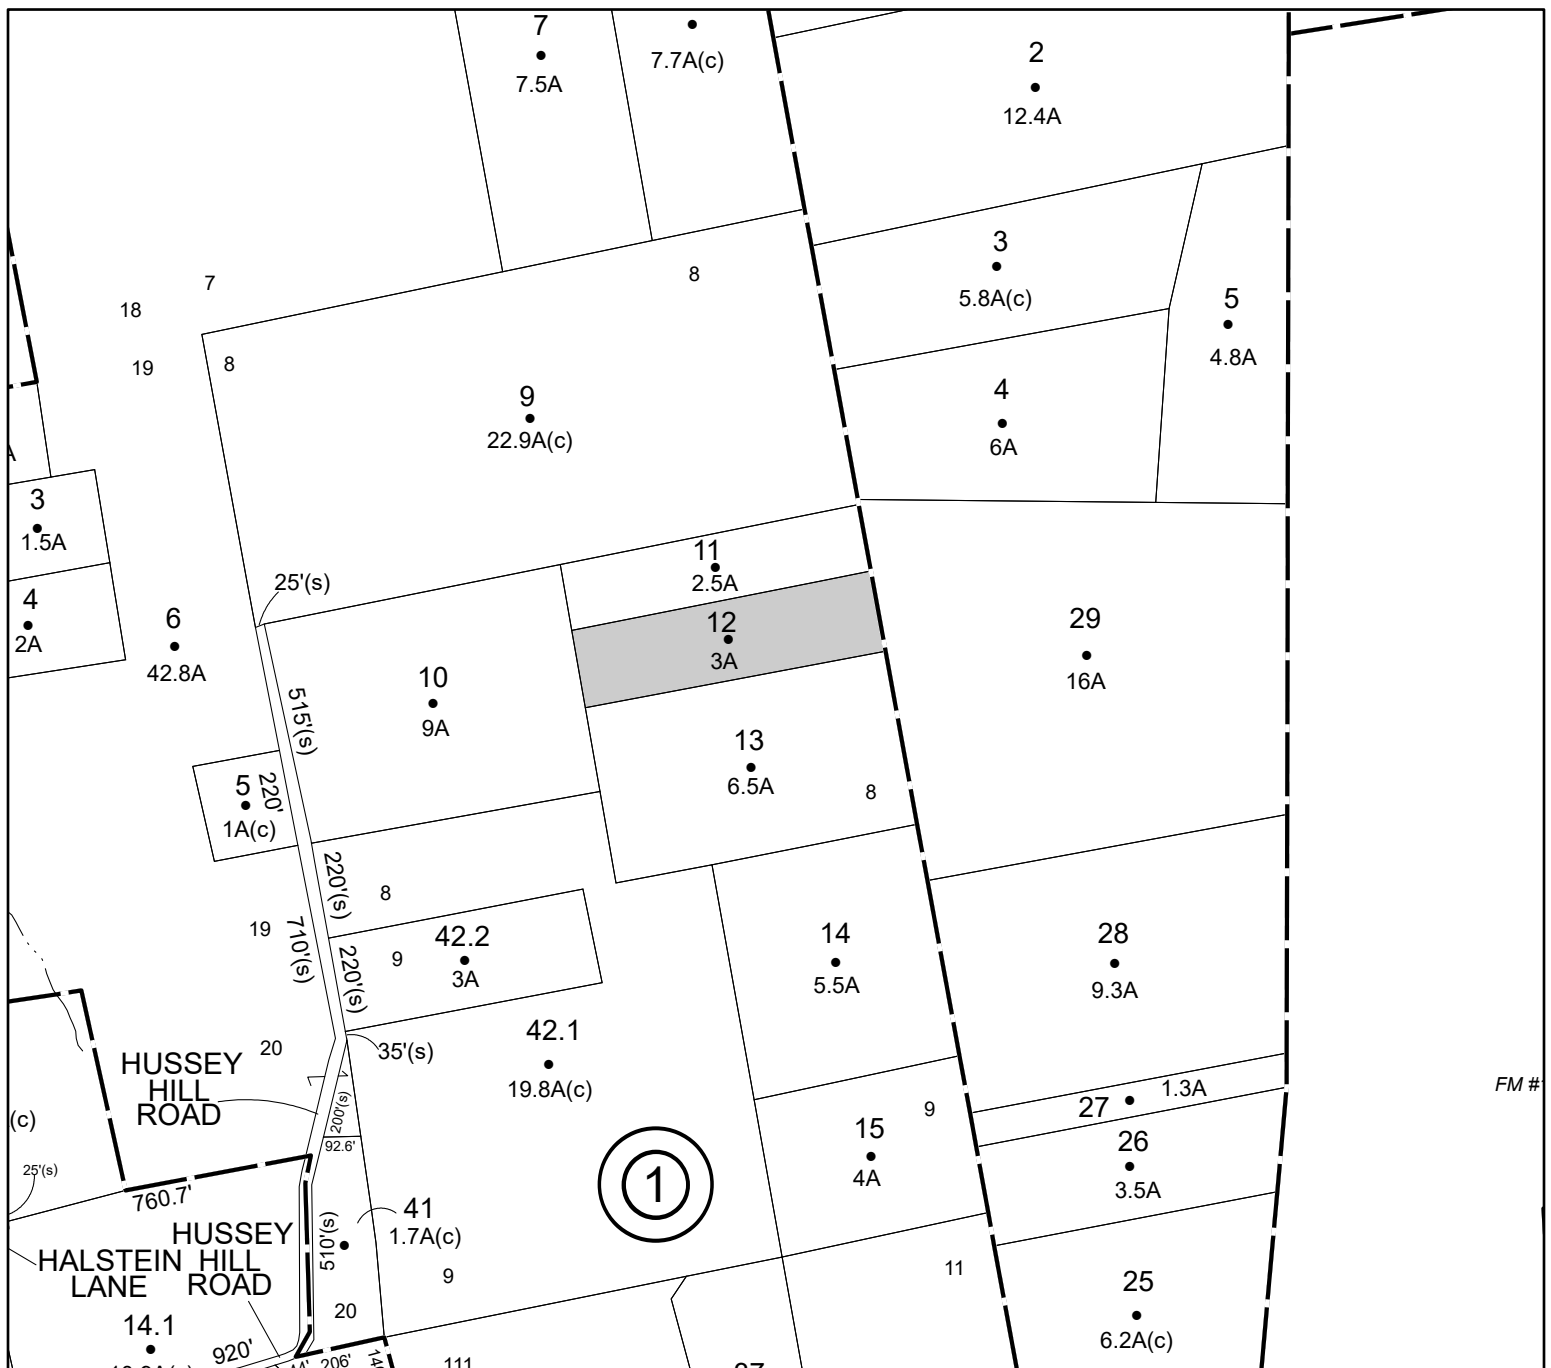 7
7.5A
7.7A(c)
2
12.4A
3
5.8A(c)
5
4.8A
4
6A
7
18
19
8
8
9
22.9A(c)
3
1.5A
4
2A
6
42.8A
25'(s)
11
2.5A
12
3A
29
16A
10
9A
515'(s)
13
6.5A
8
5
1A(c)
220'
220'(s)
8
19
710'(s)
42.2
9
3A
220'(s)
14
5.5A
28
9.3A
20
35'(s)
42.1
19.8A(c)
HUSSEY
HILL
ROAD
200'(s)
92.6'
(c)
25'(s)
760.7'
1
9
15
4A
27
1.3A
26
3.5A
FM #
41
1.7A(c)
510'(s)
HUSSEY
HILL
ROAD
HALSTEIN
LANE
9
20
11
25
6.2A(c)
14.1
920'
206'
111